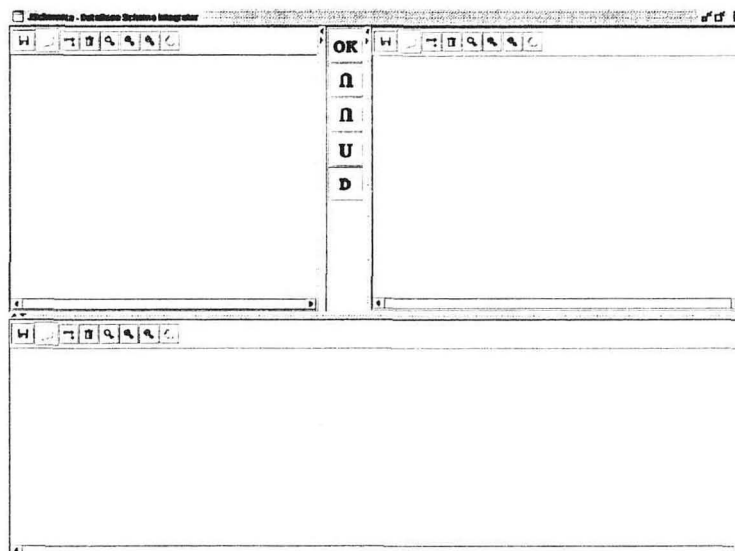 - DataBase Schema Integrator
OK
∩
∩
U
D